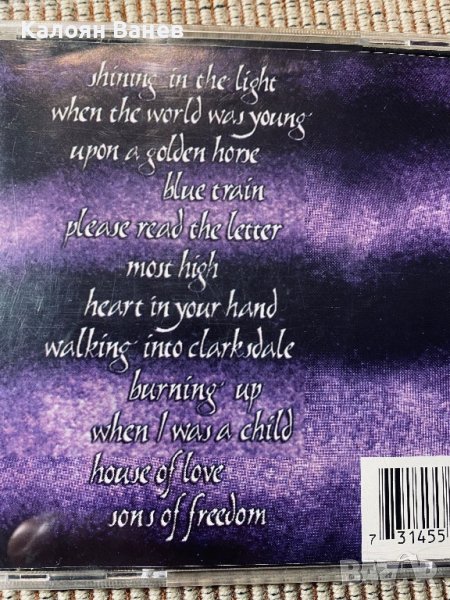 Калоян Ванев
shining in the light
when the world was young
upon a golden horse
blue train
please read the letter
most high
heart in your hand
walking into clarksdale
burning up
when I was a child
house of love
sons of freedom
7 31455